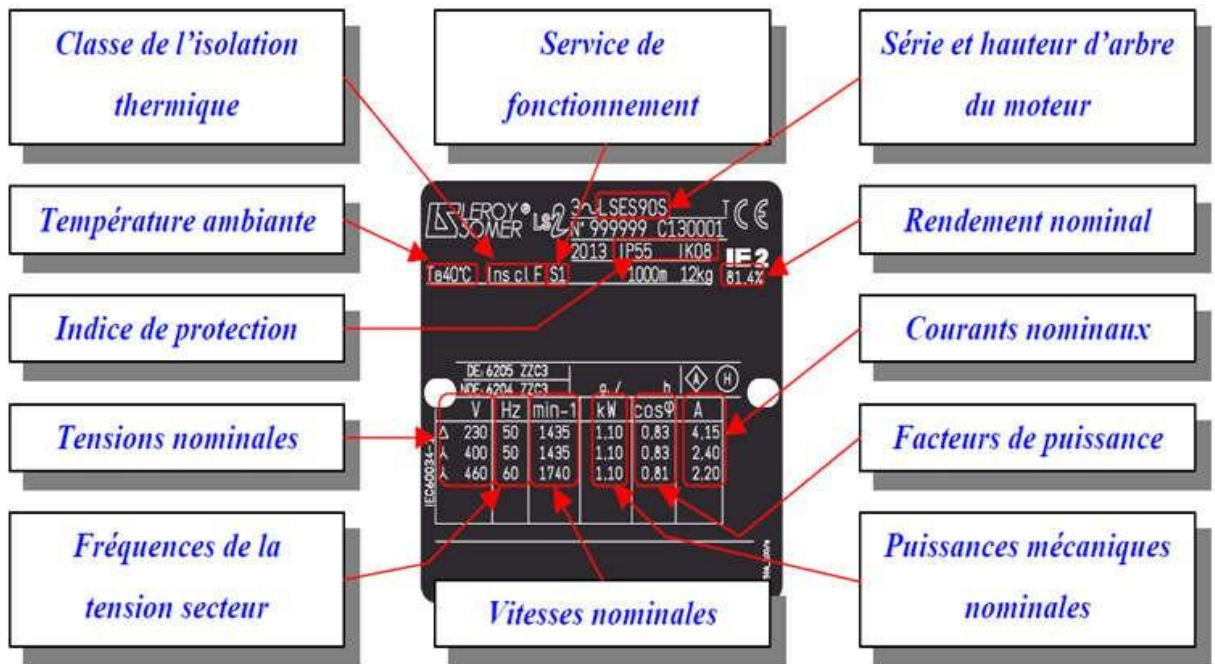 Classe de l'isolation
thermique
Service de
fonctionnement
Série et hauteur d'arbre
du moteur
Température ambiante
Rendement nominal
Indice de protection
Courants nominaux
Tensions nominales
Facteurs de puissance
Fréquences de la
tension secteur
Vitesses nominales
Puissances mécaniques
nominales
LEROY®
SOMER
LS2
3~ LSES90S T CE
N° 999999 C130001
2013 IP55 IK08
IE2
Ta40°C Ins cl F S1 1000m 12kg 81.4%
DE: 6205 ZZC3
NDE: 6204 ZZC3 g / h A H
V Hz min-1 kW cosφ A
Δ 230 50 1435 1,10 0,83 4,15
⅄ 400 50 1435 1,10 0,83 2,40
⅄ 460 60 1740 1,10 0,81 2,20
IEC60034-